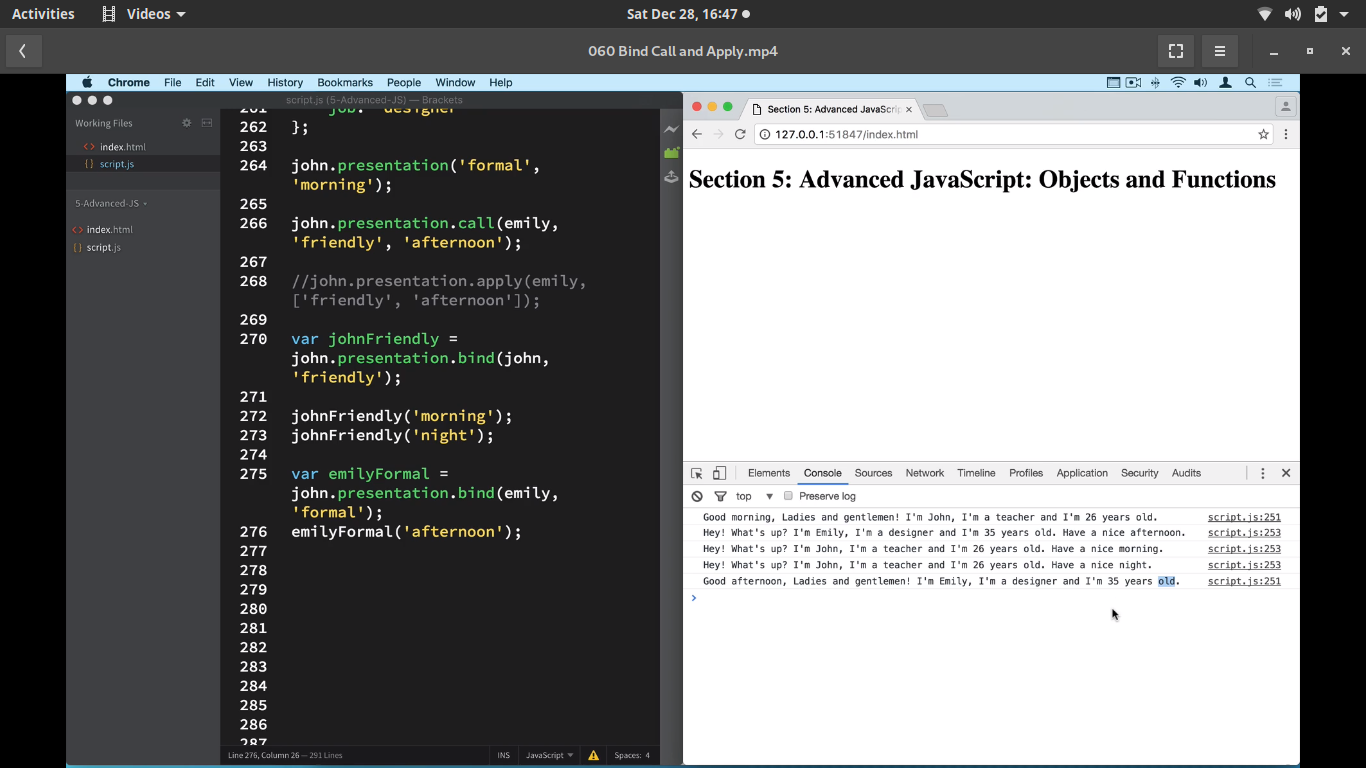 Activities Videos Sat Dec 28, 16:47
060 Bind Call and Apply.mp4
Chrome File Edit View History Bookmarks People Window Help
script.js (5-Advanced-JS) — Brackets
Working Files
<> index.html
{} script.js
5-Advanced-JS
<> index.html
{} script.js
261 job: 'designer'
262 };
263
264 john.presentation('formal',
'morning');
265
266 john.presentation.call(emily,
'friendly', 'afternoon');
267
268 //john.presentation.apply(emily,
['friendly', 'afternoon']);
269
270 var johnFriendly =
john.presentation.bind(john,
'friendly');
271
272 johnFriendly('morning');
273 johnFriendly('night');
274
275 var emilyFormal =
john.presentation.bind(emily,
'formal');
276 emilyFormal('afternoon');
277
278
279
280
281
282
283
284
285
286
287
Line 276, Column 26 — 291 Lines INS JavaScript Spaces: 4
Section 5: Advanced JavaScri
127.0.0.1:51847/index.html
Section 5: Advanced JavaScript: Objects and Functions
Elements Console Sources Network Timeline Profiles Application Security Audits
top Preserve log
Good morning, Ladies and gentlemen! I'm John, I'm a teacher and I'm 26 years old. script.js:251
Hey! What's up? I'm Emily, I'm a designer and I'm 35 years old. Have a nice afternoon. script.js:253
Hey! What's up? I'm John, I'm a teacher and I'm 26 years old. Have a nice morning. script.js:253
Hey! What's up? I'm John, I'm a teacher and I'm 26 years old. Have a nice night. script.js:253
Good afternoon, Ladies and gentlemen! I'm Emily, I'm a designer and I'm 35 years old. script.js:251